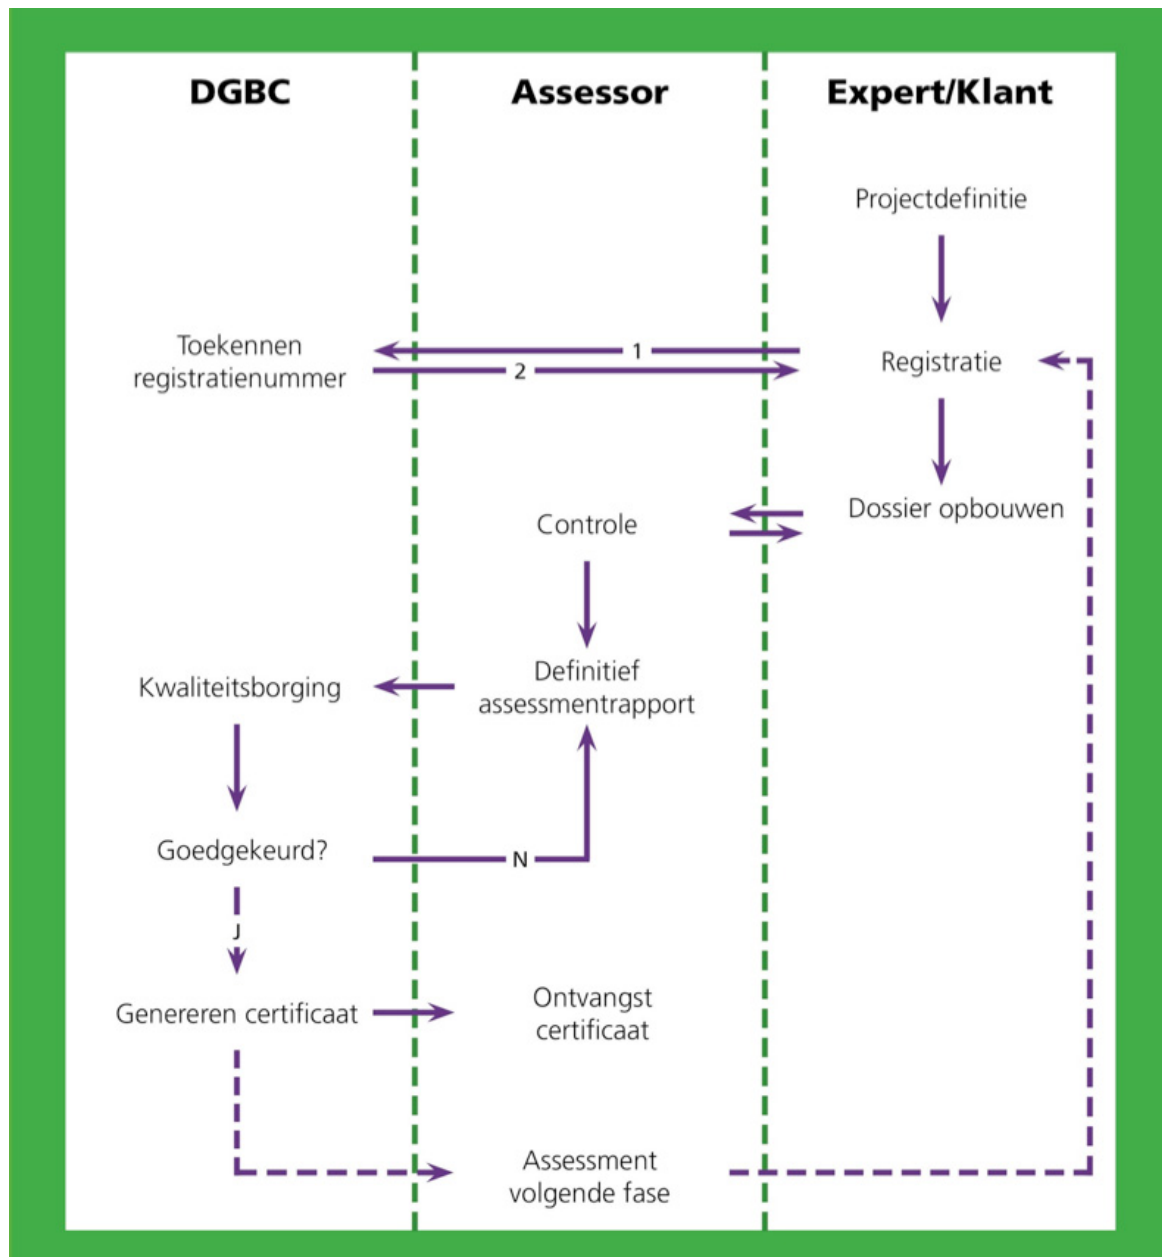 DGBC
Assessor
Expert/Klant
Projectdefinitie
Toekennen
registratienummer
1
2
Registratie
Controle
Dossier opbouwen
Kwaliteitsborging
Definitief
assessmentrapport
Goedgekeurd?
N
J
Genereren certificaat
Ontvangst
certificaat
Assessment
volgende fase